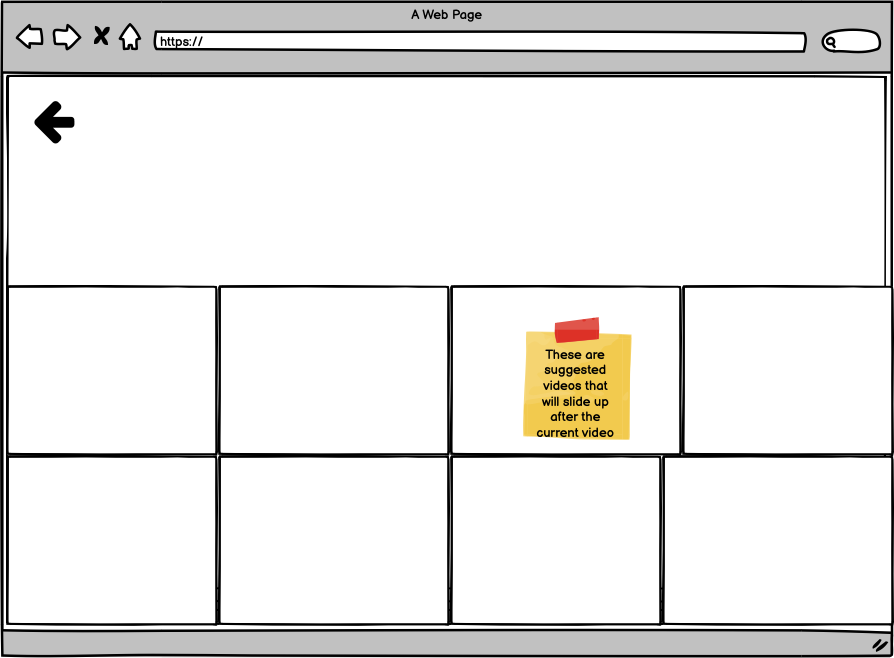 A Web Page
https://
These are
suggested
videos that
will slide up
after the
current video